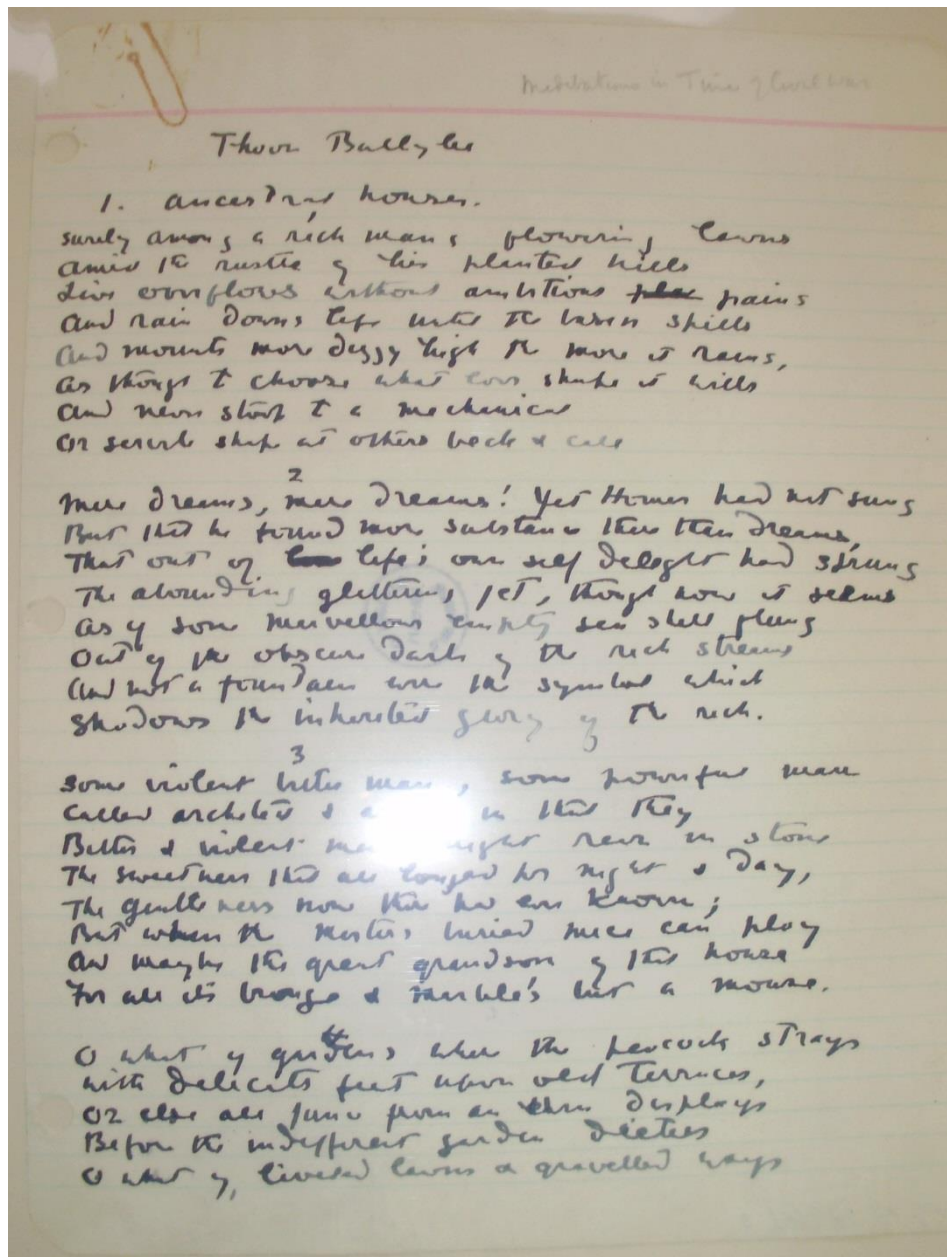 Meditations in Time of Civil War
Thoor Ballylee
1. Ancestral houses.
Surely among a rich mans flowering lawns
Amid the rustle of his planted hills
Life overflows without ambitious pains
And rain downs life until the basin spills
And mounts more dizzy high the more it rains,
As though to choose what ever shape it wills
And never stoop to a mechanical
Or servile shape at others beck & call
2
Mere dreams, mere dreams! Yet Homer had not sung
But that he found more substance there than dreams,
That out of life's own self delight had sprung
The abounding glittering jet, though now it seems
As if some marvellous empty sea shell flung
Out of the obscure dark of the rich streams
And not a fountain were the symbol which
Shadows the inherited glory of the rich.
3
Some violent bitter man, some powerful man
Called architect & a in that they
Bitter & violent might rear in stone
The sweetness that all longed for night & day,
The gentleness none there had ever known;
But when the master's buried mice can play
And maybe the great grandson of that house
For all its bronze & marble's but a mouse.
4
O what if gardens where the peacock strays
With delicate feet upon old terraces,
Or else all Juno from an urn displays
Before the indifferent garden deities
O what if, levelled lawns & gravelled ways